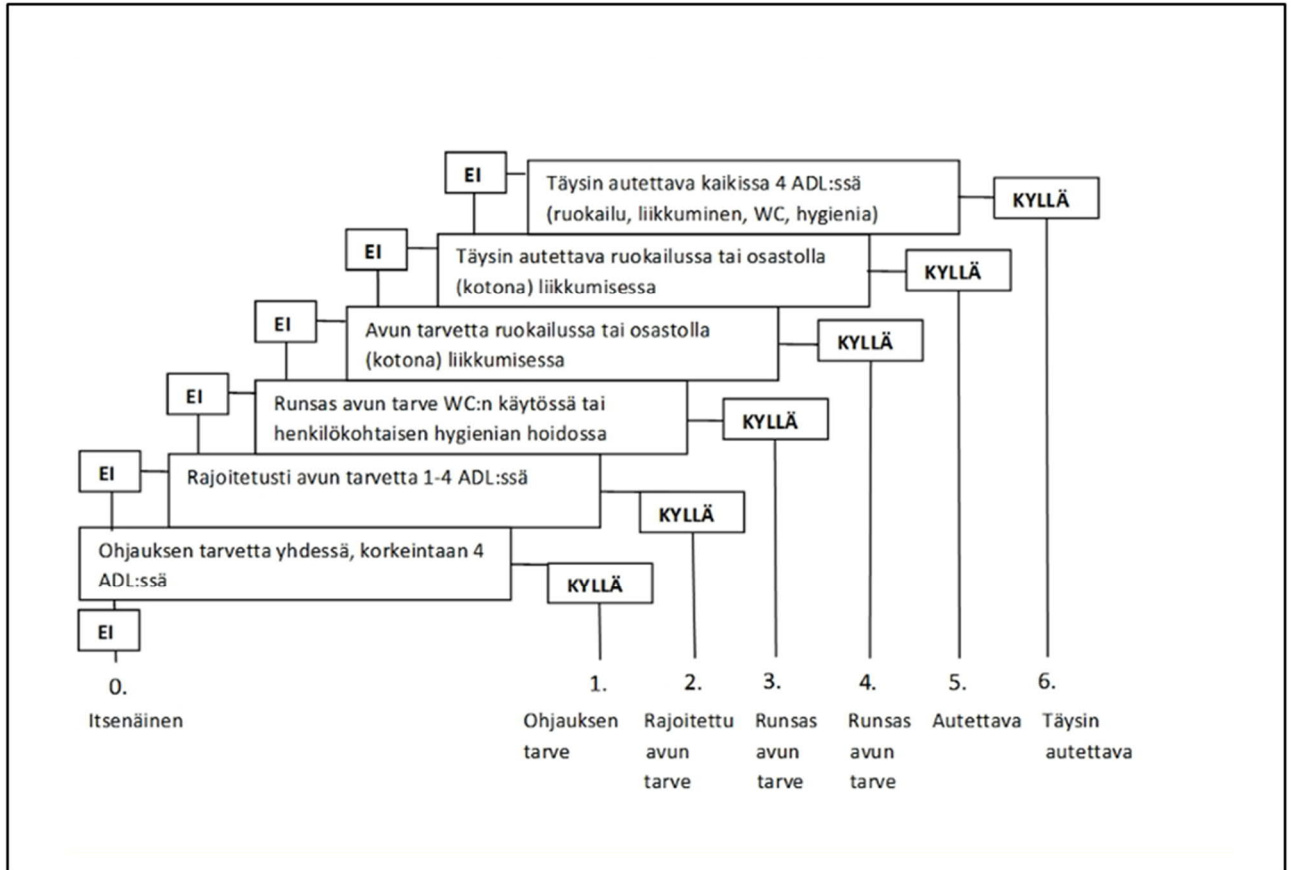 EI
Täysin autettava kaikissa 4 ADL:ssä
(ruokailu, liikkuminen, WC, hygienia)
KYLLÄ
EI
Täysin autettava ruokailussa tai osastolla
(kotona) liikkumisessa
KYLLÄ
EI
Avun tarvetta ruokailussa tai osastolla
(kotona) liikkumisessa
KYLLÄ
EI
Runsas avun tarve WC:n käytössä tai
henkilökohtaisen hygienian hoidossa
KYLLÄ
EI
Rajoitetusti avun tarvetta 1-4 ADL:ssä
KYLLÄ
Ohjauksen tarvetta yhdessä, korkeintaan 4
ADL:ssä
KYLLÄ
EI
0.
Itsenäinen
1.
Ohjauksen
tarve
2.
Rajoitettu
avun
tarve
3.
Runsas
avun
tarve
4.
Runsas
avun
tarve
5.
Autettava
6.
Täysin
autettava